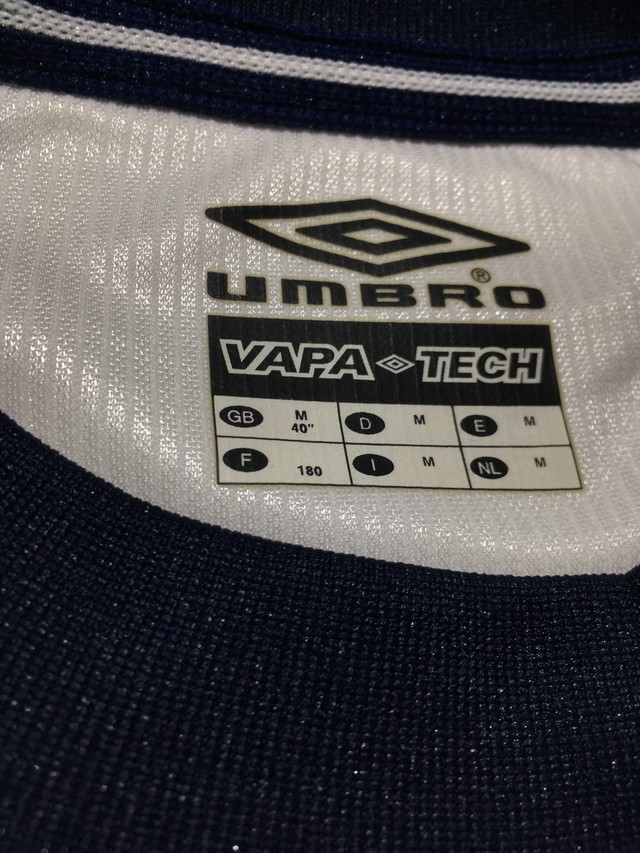 UMBRO®
VAPA TECH
GB M 40" D M E M
F 180 I M NL M